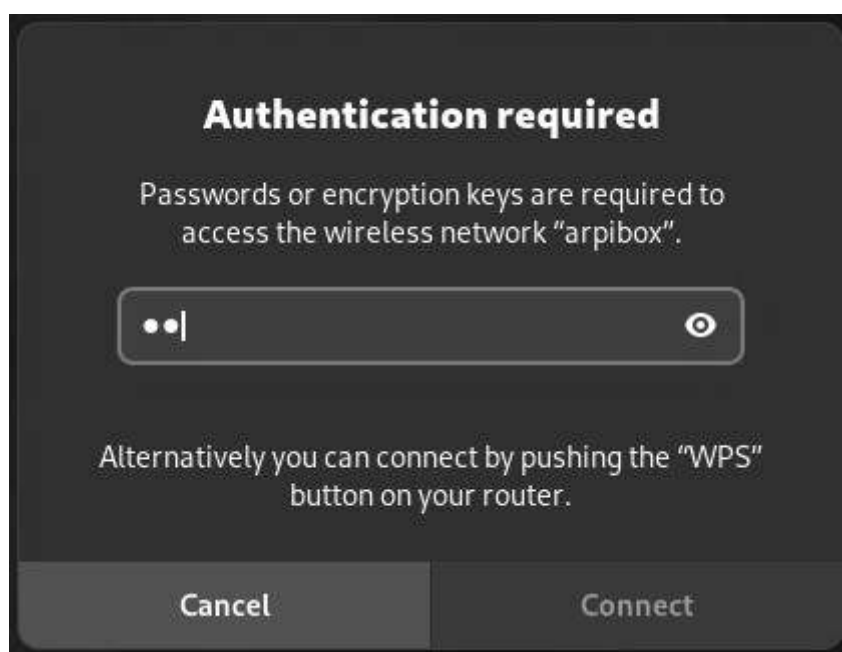 Authentication required
Passwords or encryption keys are required to
access the wireless network “arpibox”.
••
Alternatively you can connect by pushing the “WPS”
button on your router.
Cancel
Connect